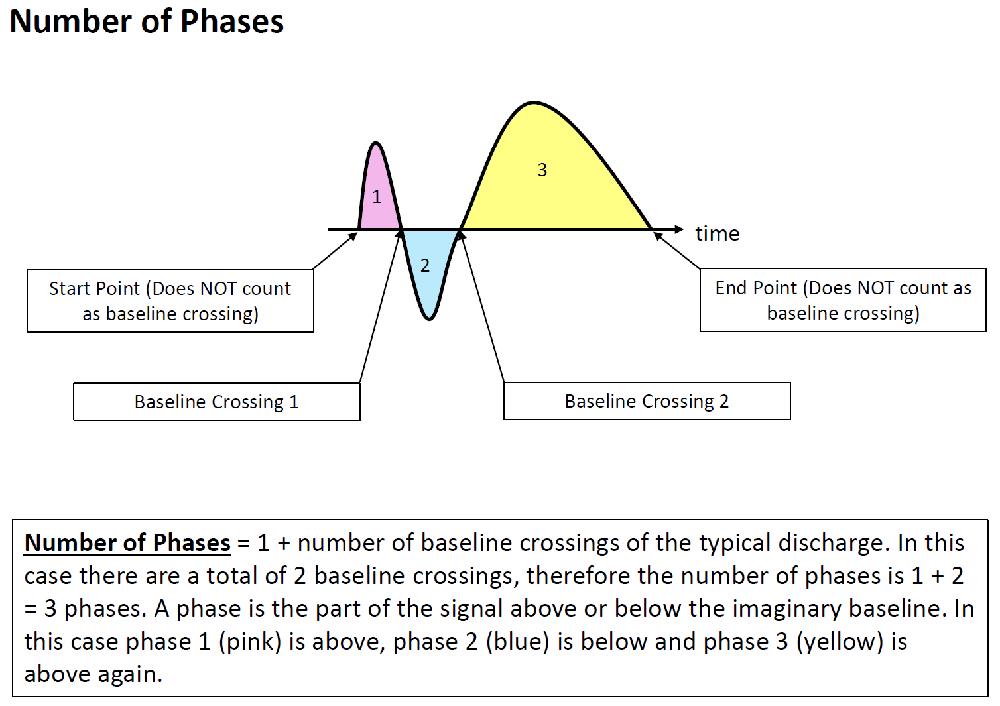 Number of Phases
1
2
3
time
Start Point (Does NOT count
as baseline crossing)
End Point (Does NOT count as
baseline crossing)
Baseline Crossing 1
Baseline Crossing 2
Number of Phases = 1 + number of baseline crossings of the typical discharge. In this
case there are a total of 2 baseline crossings, therefore the number of phases is 1 + 2
= 3 phases. A phase is the part of the signal above or below the imaginary baseline. In
this case phase 1 (pink) is above, phase 2 (blue) is below and phase 3 (yellow) is
above again.